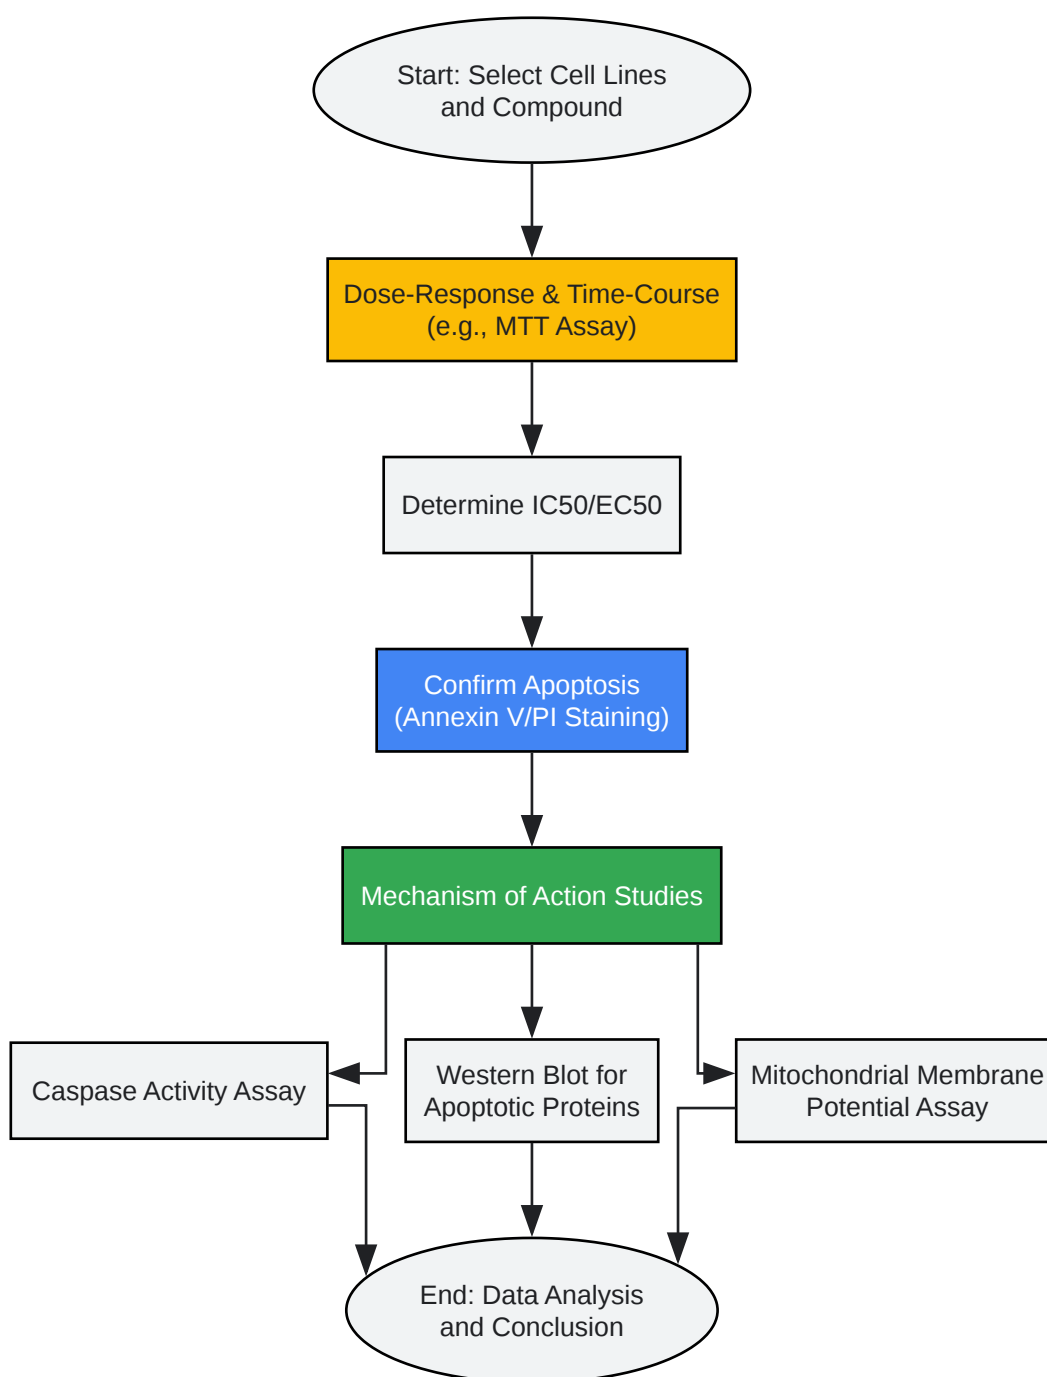 Start: Select Cell Lines
and Compound
Dose-Response & Time-Course
(e.g., MTT Assay)
Determine IC50/EC50
Confirm Apoptosis
(Annexin V/PI Staining)
Mechanism of Action Studies
Caspase Activity Assay
Western Blot for
Apoptotic Proteins
Mitochondrial Membrane
Potential Assay
End: Data Analysis
and Conclusion